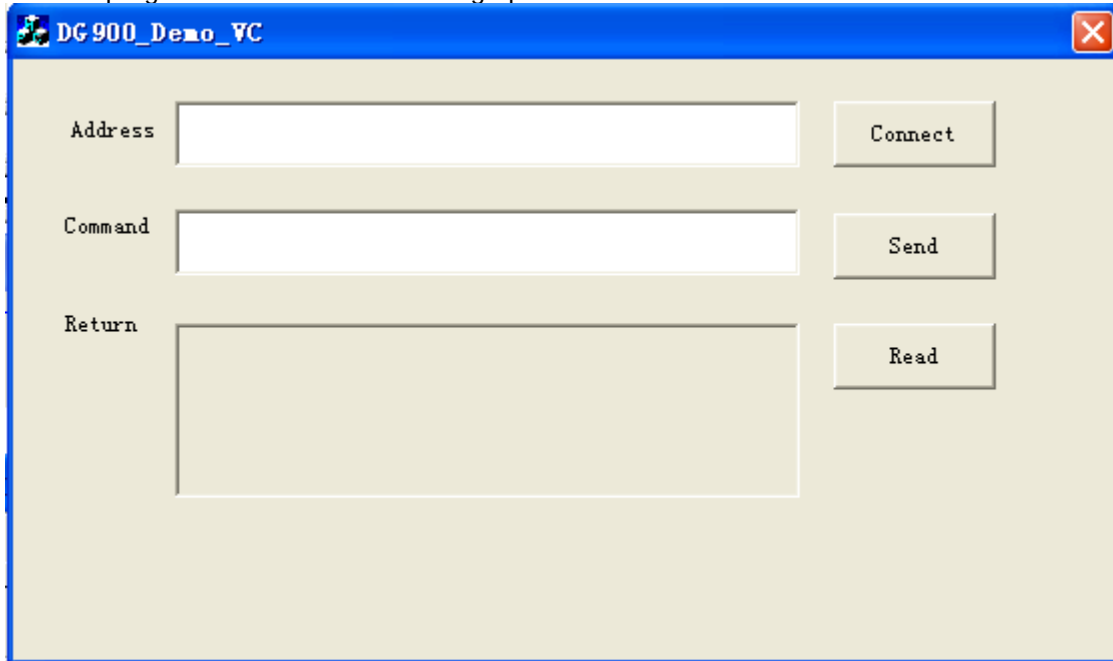 DG900_Demo_VC
Address
Connect
Command
Send
Return
Read